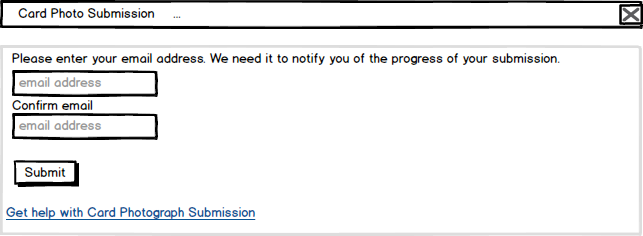 Card Photo Submission ...
Please enter your email address. We need it to notify you of the progress of your submission.
email address
Confirm email
email address
Submit
Get help with Card Photograph Submission